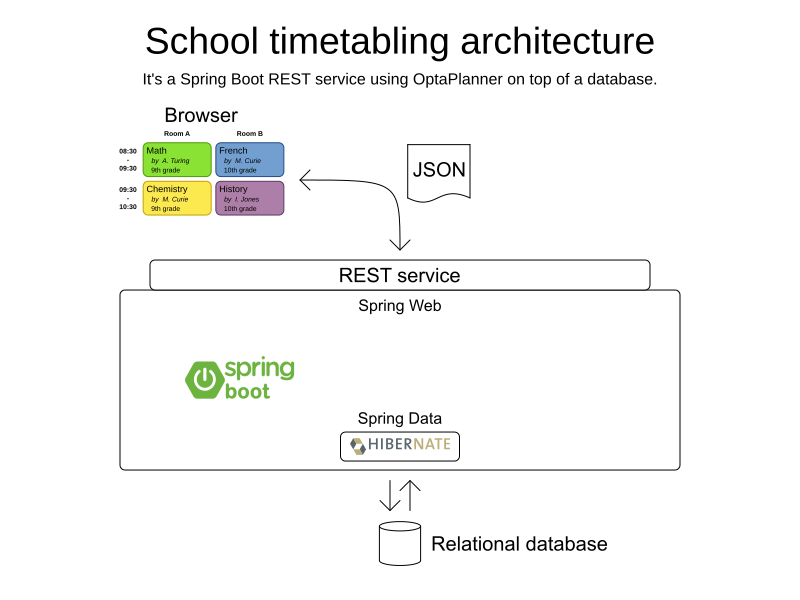 School timetabling architecture
It's a Spring Boot REST service using OptaPlanner on top of a database.
Browser
Room A
Room B
08:30
-
09:30
Math
by A. Turing
9th grade
French
by M. Curie
10th grade
09:30
-
10:30
Chemistry
by M. Curie
9th grade
History
by I. Jones
10th grade
JSON
REST service
Spring Web
spring
boot
Spring Data
HIBERNATE
Relational database